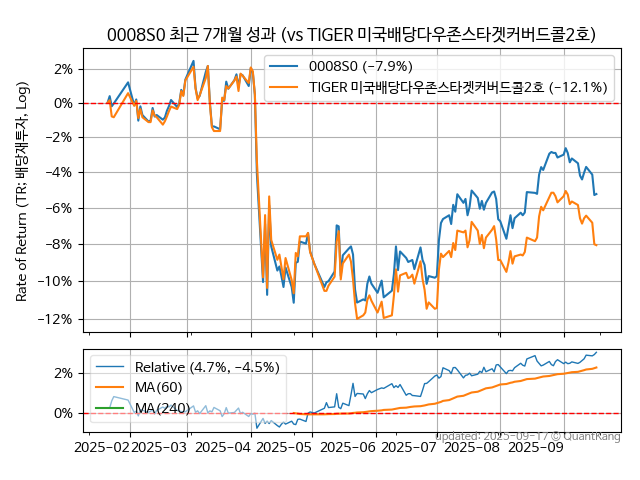 0008S0 최근 7개월 성과 (vs TIGER 미국배당다우존스타겟커버드콜2호)
Rate of Return (TR: 배당재투자, Log)
2%
0%
−2%
−4%
−6%
−8%
−10%
−12%
0008S0 (−7.9%)
TIGER 미국배당다우존스타겟커버드콜2호 (−12.1%)
2%
0%
Relative (4.7%, −4.5%)
MA(60)
MA(240)
2025−02 2025−03 2025−04 2025−05 2025−06 2025−07 2025−08 2025−09
updated: 2025−09−17 © QuantRang